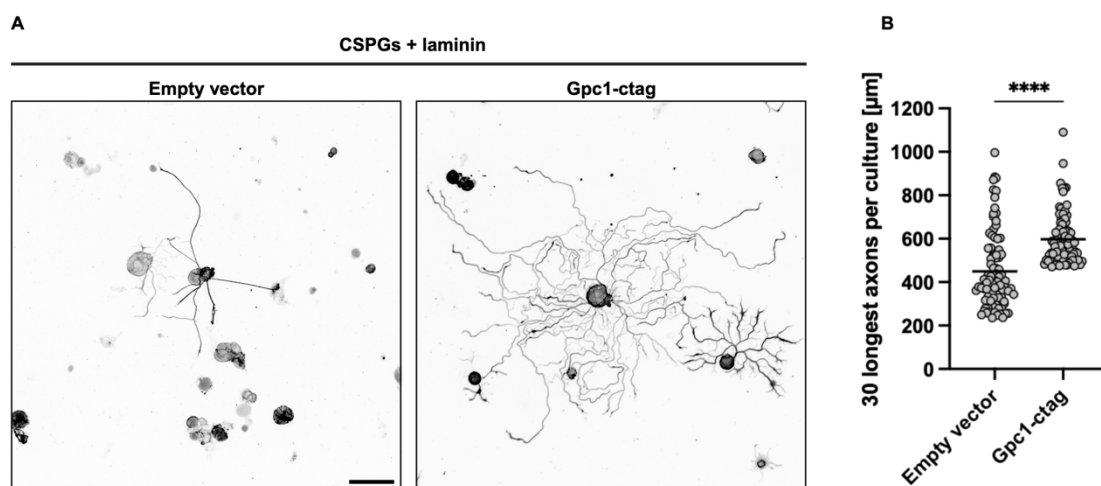 A
B
CSPGs + laminin
Empty vector
Gpc1-ctag
30 longest axons per culture [µm]
1200
1000
800
600
400
200
0
****
Empty vector
Gpc1-ctag